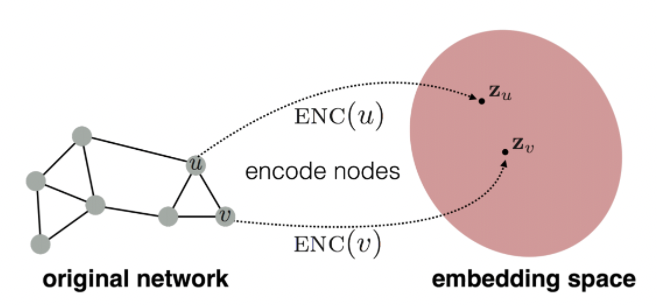 z_u
ENC(u)
z_v
u
encode nodes
v
ENC(v)
original network
embedding space